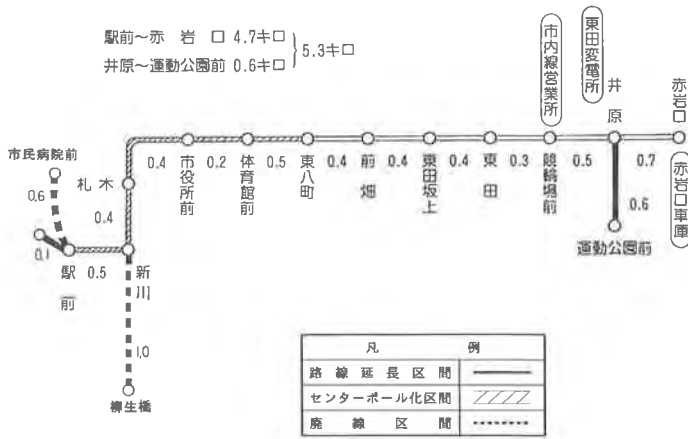 駅前～赤岩口 4.7キロ
井原～運動公園前 0.6キロ
5.3キロ
市内線営業所
東田変電所
井原
赤岩口
赤岩口車庫
市民病院前
0.6
札木
0.4
0.4
市役所前
0.2
体育館前
0.5
東八町
0.4
前畑
0.4
東田坂上
0.4
東田
0.3
競輪場前
0.5
0.7
0.6
運動公園前
0.1
駅前
0.5
新川
1.0
柳生橋
凡例
路線延長区間
センターポール化区間
廃線区間